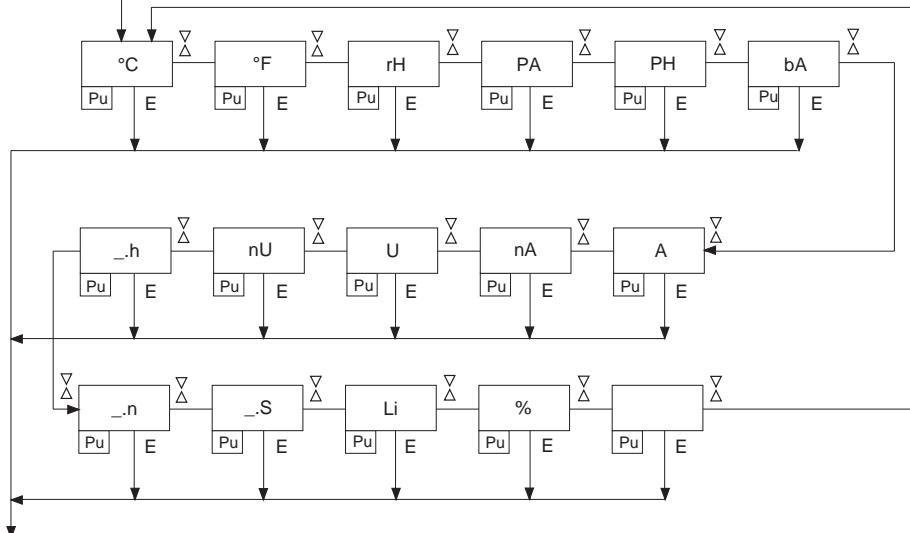 °C °F rH PA PH bA
Pu E Pu E Pu E Pu E Pu E Pu E
_.h nU U nA A
Pu E Pu E Pu E Pu E Pu E
_.n _.S Li %
Pu E Pu E Pu E Pu E Pu E